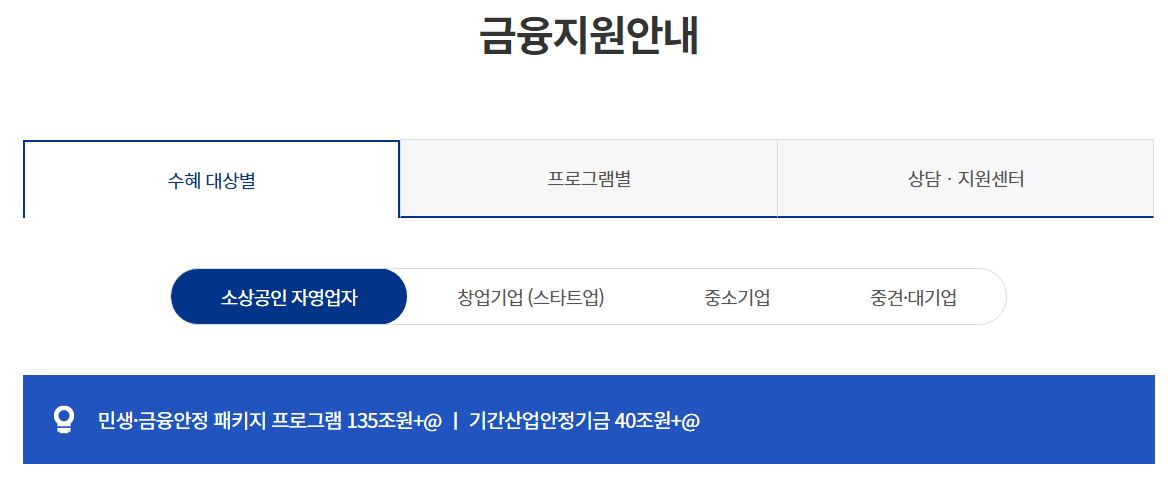 금융지원안내
수혜 대상별 프로그램별 상담 · 지원센터
소상공인 자영업자 창업기업 (스타트업) 중소기업 중견·대기업
민생·금융안정 패키지 프로그램 135조원+@ | 기간산업안정기금 40조원+@